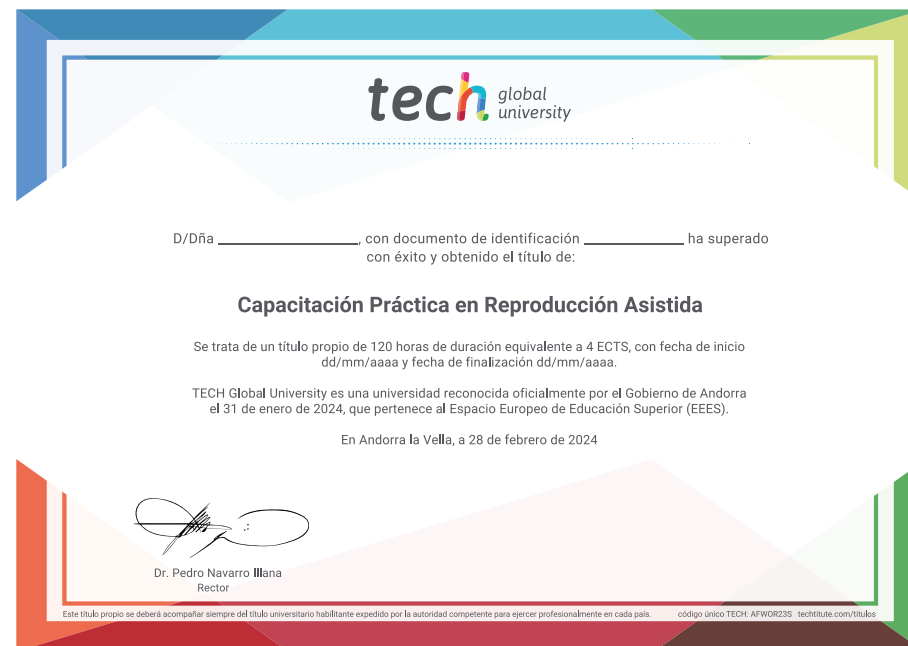 tech global university
D/Dña ______________, con documento de identificación __________ ha superado
con éxito y obtenido el título de:
Capacitación Práctica en Reproducción Asistida
Se trata de un título propio de 120 horas de duración equivalente a 4 ECTS, con fecha de inicio
dd/mm/aaaa y fecha de finalización dd/mm/aaaa.
TECH Global University es una universidad reconocida oficialmente por el Gobierno de Andorra
el 31 de enero de 2024, que pertenece al Espacio Europeo de Educación Superior (EEES).
En Andorra la Vella, a 28 de febrero de 2024
Dr. Pedro Navarro Illana
Rector
Este título propio se deberá acompañar siempre del título universitario habilitante expedido por la autoridad competente para ejercer profesionalmente en cada país. código único TECH: AFWOR23S techtitute.com/titulos